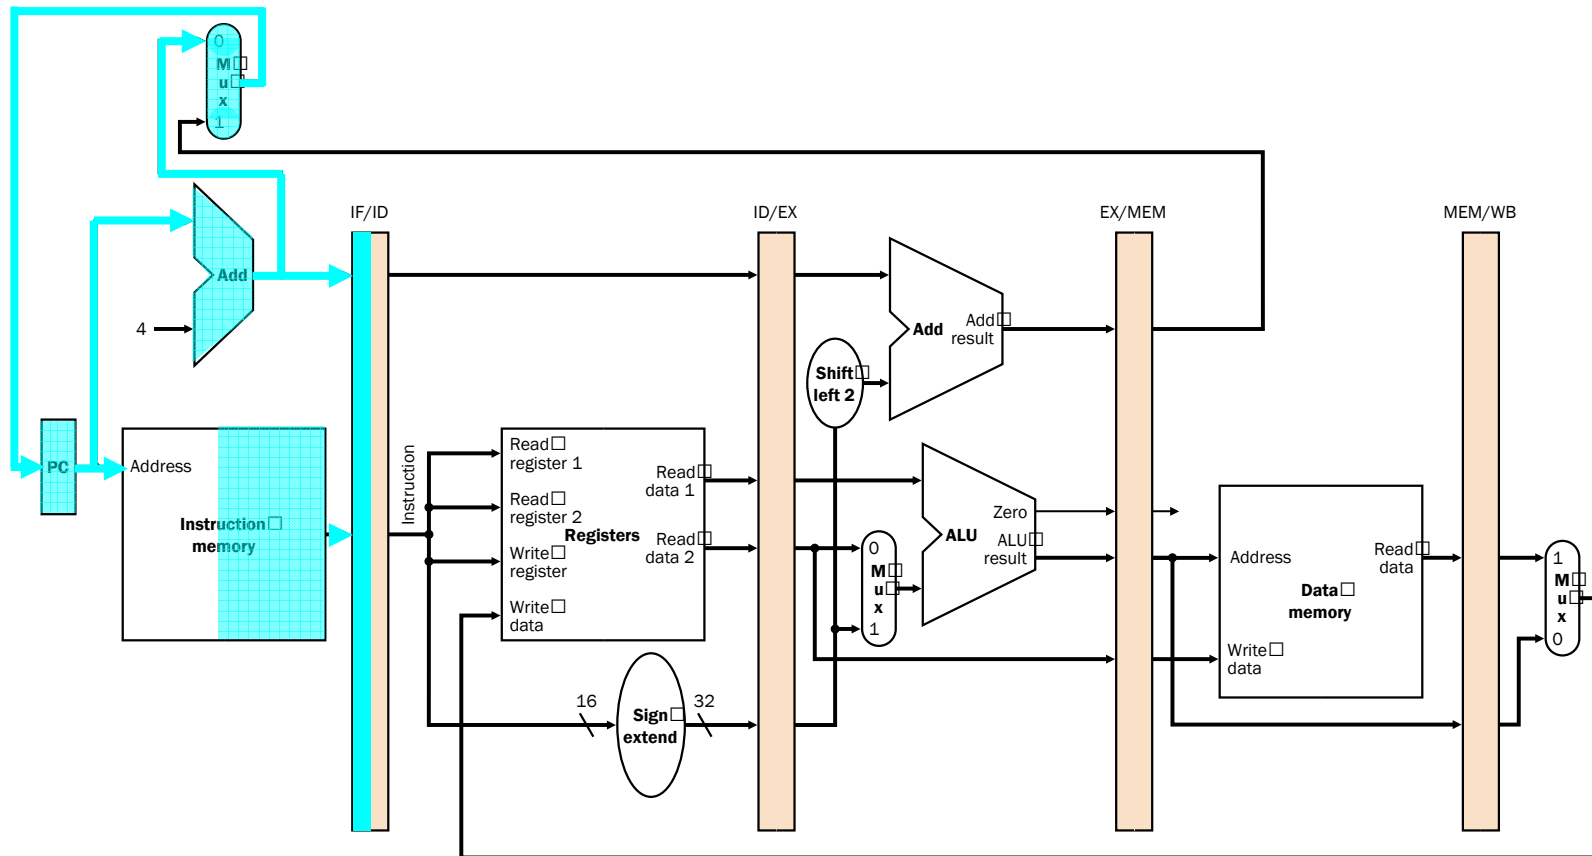 0
M
u
x
1
Add
4
PC
Address
Instruction
memory
IF/ID
Instruction
Read
register 1
Read
register 2
Write
register
Write
data
Registers
Read
data 1
Read
data 2
16
Sign
extend
32
ID/EX
Shift
left 2
Add
Add
result
0
M
u
x
1
ALU
Zero
ALU
result
EX/MEM
Address
Write
data
Data
memory
Read
data
MEM/WB
1
M
u
x
0